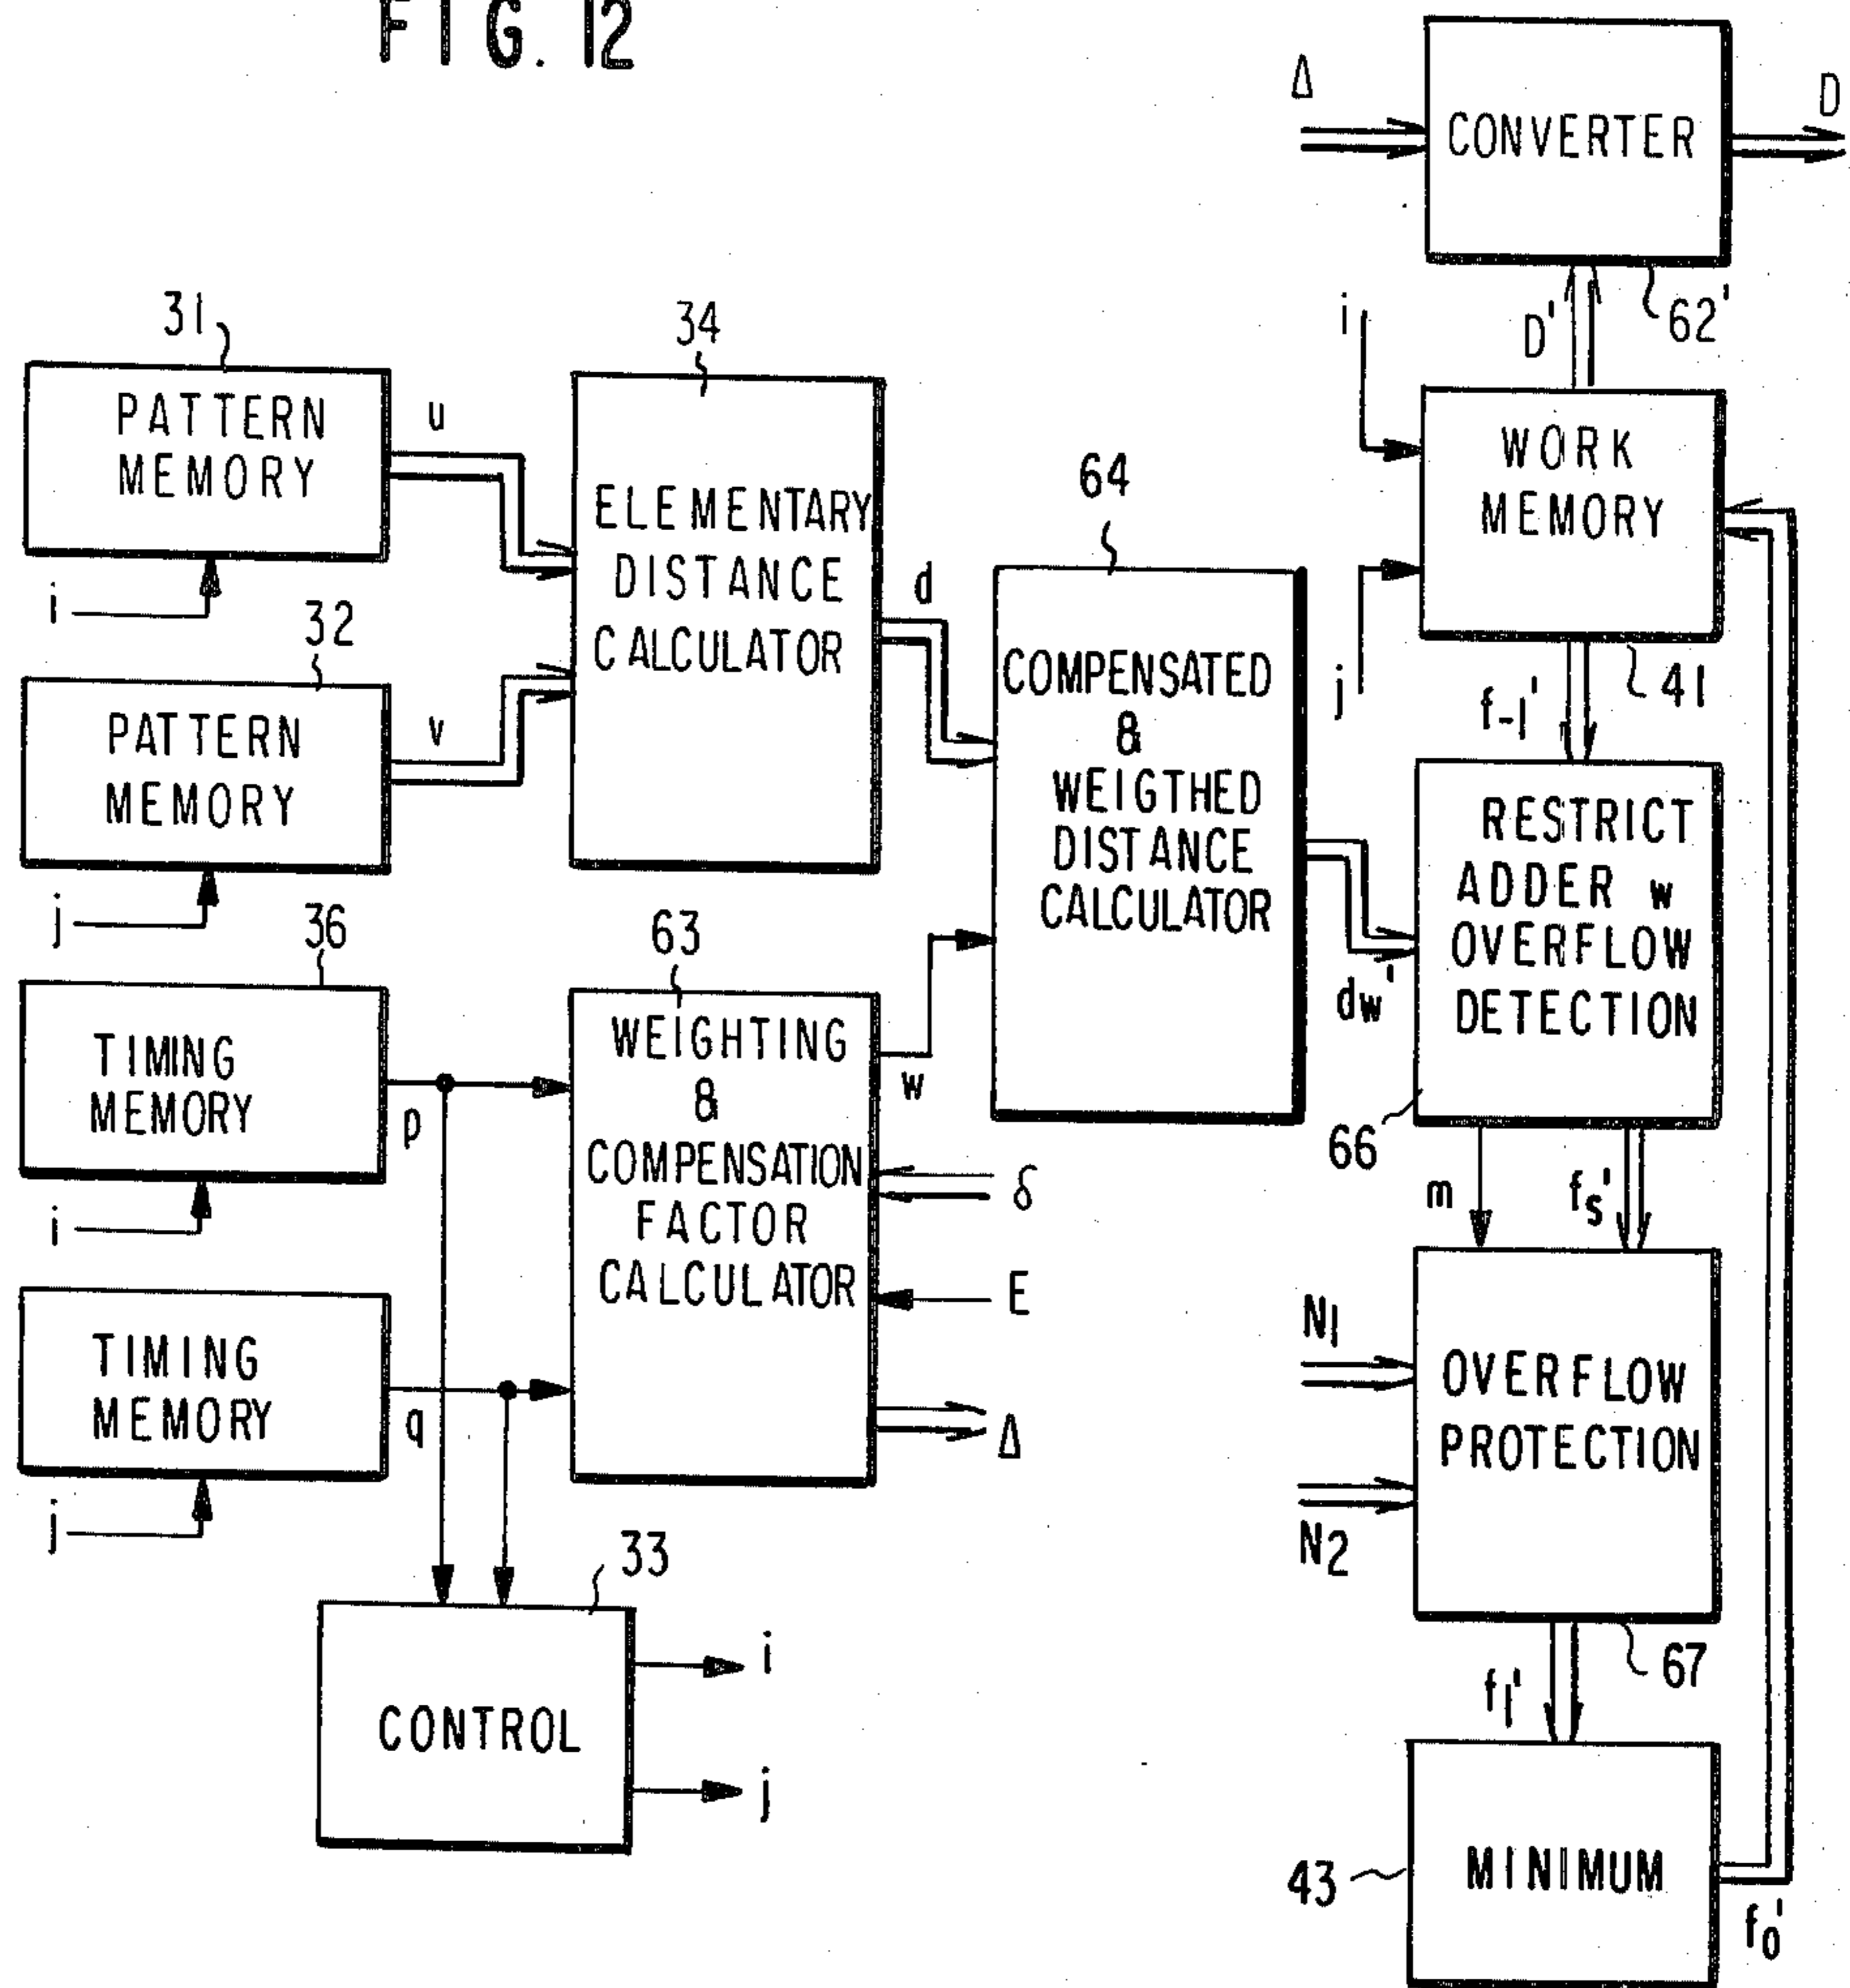 FIG. 12
Δ
CONVERTER
D
62'
D'
31
PATTERN
MEMORY
u
i
32
PATTERN
MEMORY
v
j
34
ELEMENTARY
DISTANCE
CALCULATOR
d
64
COMPENSATED
&
WEIGTHED
DISTANCE
CALCULATOR
dw'
i
j
WORK
MEMORY
41
f-1'
RESTRICT
ADDER w
OVERFLOW
DETECTION
66
m
fs'
36
TIMING
MEMORY
p
i
TIMING
MEMORY
q
j
63
WEIGHTING
&
COMPENSATION
FACTOR
CALCULATOR
w
δ
E
Δ
33
CONTROL
i
j
N1
N2
OVERFLOW
PROTECTION
67
f1'
43
MINIMUM
f0'